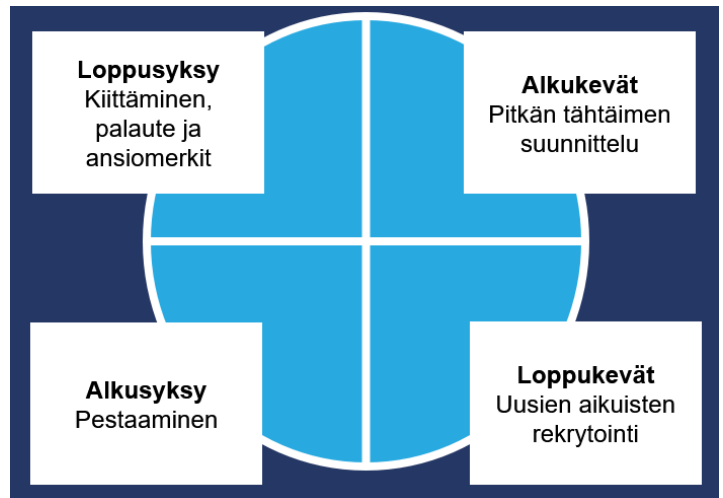 Loppusyksy
Kiittäminen,
palaute ja
ansiomerkit
Alkukevät
Pitkän tähtäimen
suunnittelu
Alkusyksy
Pestaaminen
Loppukevät
Uusien aikuisten
rekrytointi